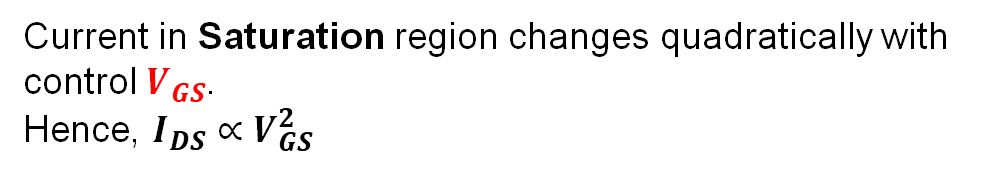 Current in Saturation region changes quadratically with
control V_GS.
Hence, I_DS ∝ V_GS^2